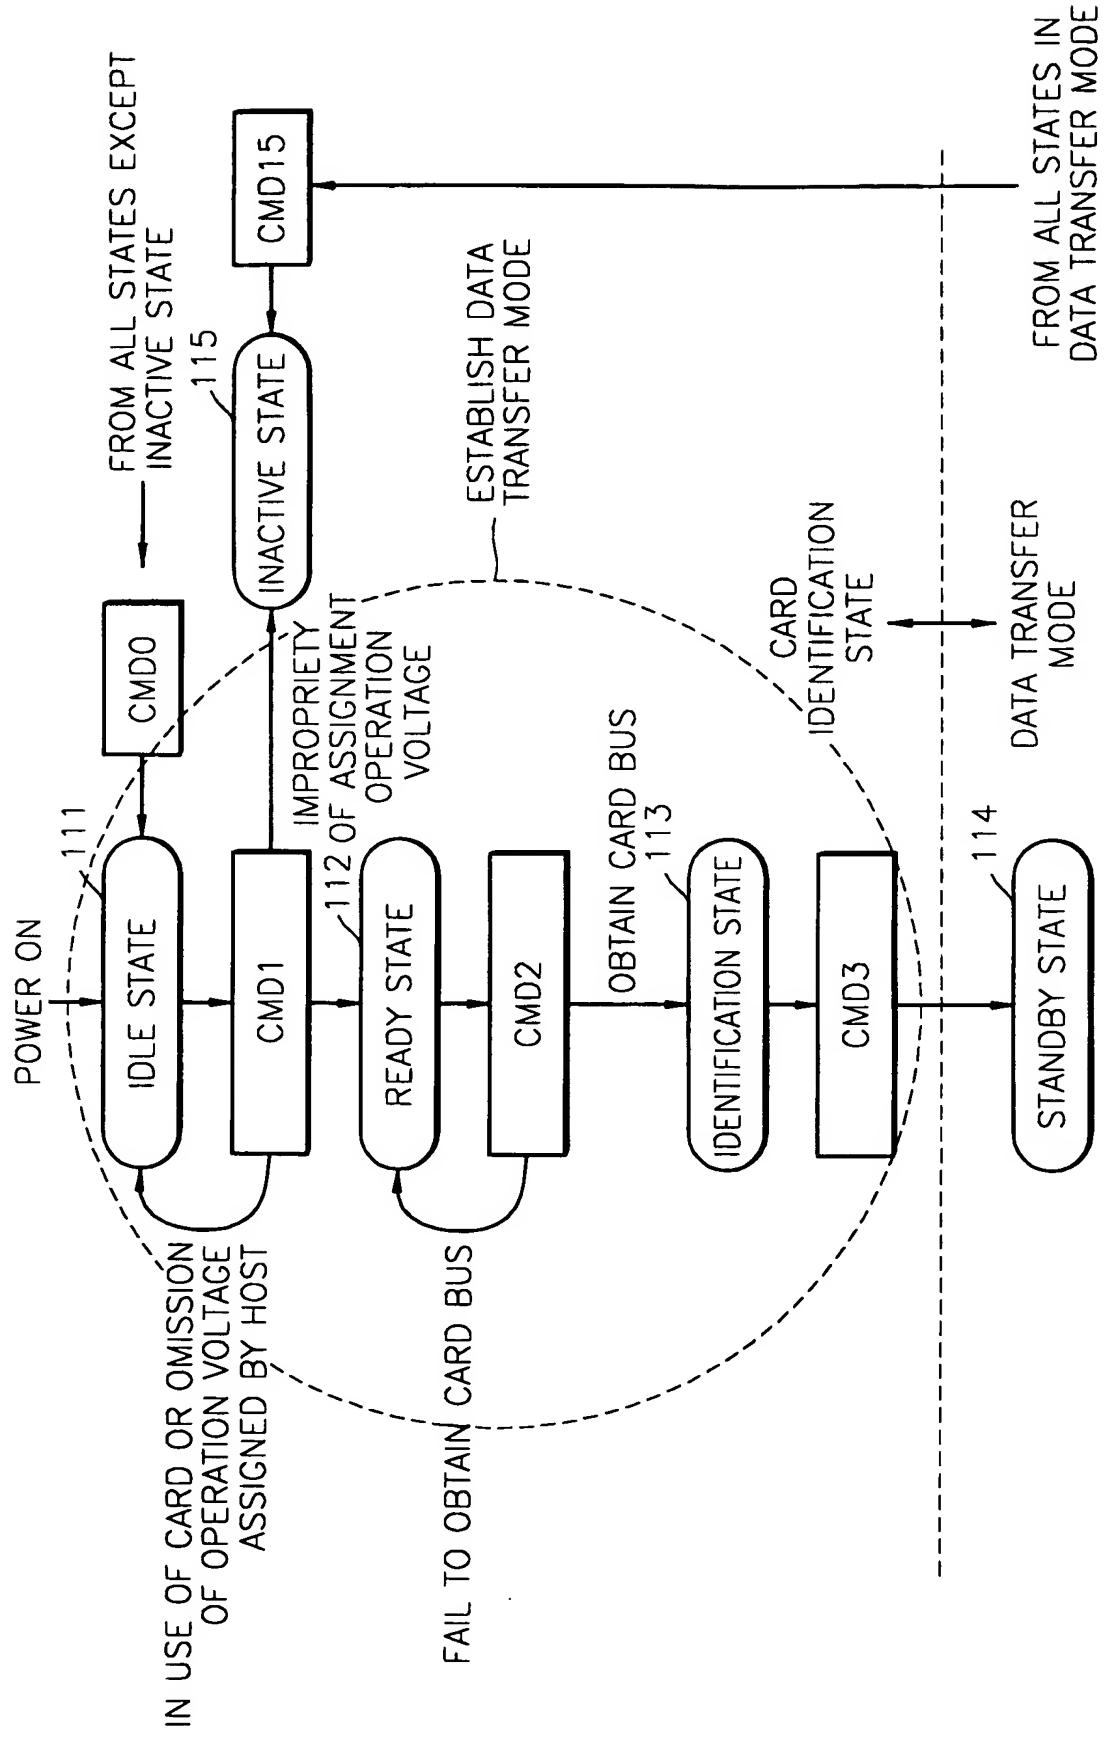 POWER ON
111
IDLE STATE
CMD0
FROM ALL STATES EXCEPT
INACTIVE STATE
IN USE OF CARD OR OMISSION
OF OPERATION VOLTAGE
ASSIGNED BY HOST
CMD1
IMPROPRIETY
OF ASSIGNMENT
OPERATION
VOLTAGE
INACTIVE STATE
115
CMD15
112
READY STATE
FAIL TO OBTAIN CARD BUS
CMD2
ESTABLISH DATA
TRANSFER MODE
OBTAIN CARD BUS
113
IDENTIFICATION STATE
CMD3
CARD
IDENTIFICATION
STATE
DATA TRANSFER
MODE
114
STANDBY STATE
FROM ALL STATES IN
DATA TRANSFER MODE